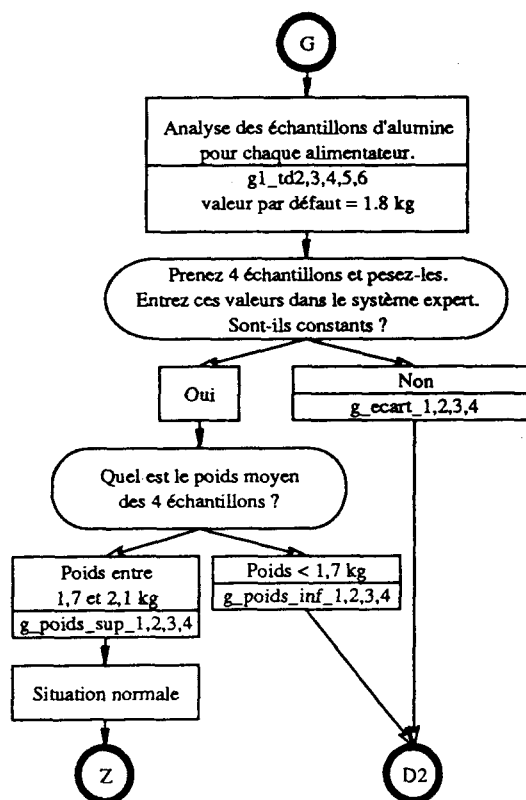 G
Analyse des échantillons d'alumine
pour chaque alimentateur.
g1_td2,3,4,5,6
valeur par défaut = 1.8 kg
Prenez 4 échantillons et pesez-les.
Entrez ces valeurs dans le système expert.
Sont-ils constants ?
Oui
Non
g_ecart_1,2,3,4
Quel est le poids moyen
des 4 échantillons ?
Poids entre
1,7 et 2,1 kg
g_poids_sup_1,2,3,4
Poids < 1,7 kg
g_poids_inf_1,2,3,4
Situation normale
Z
D2